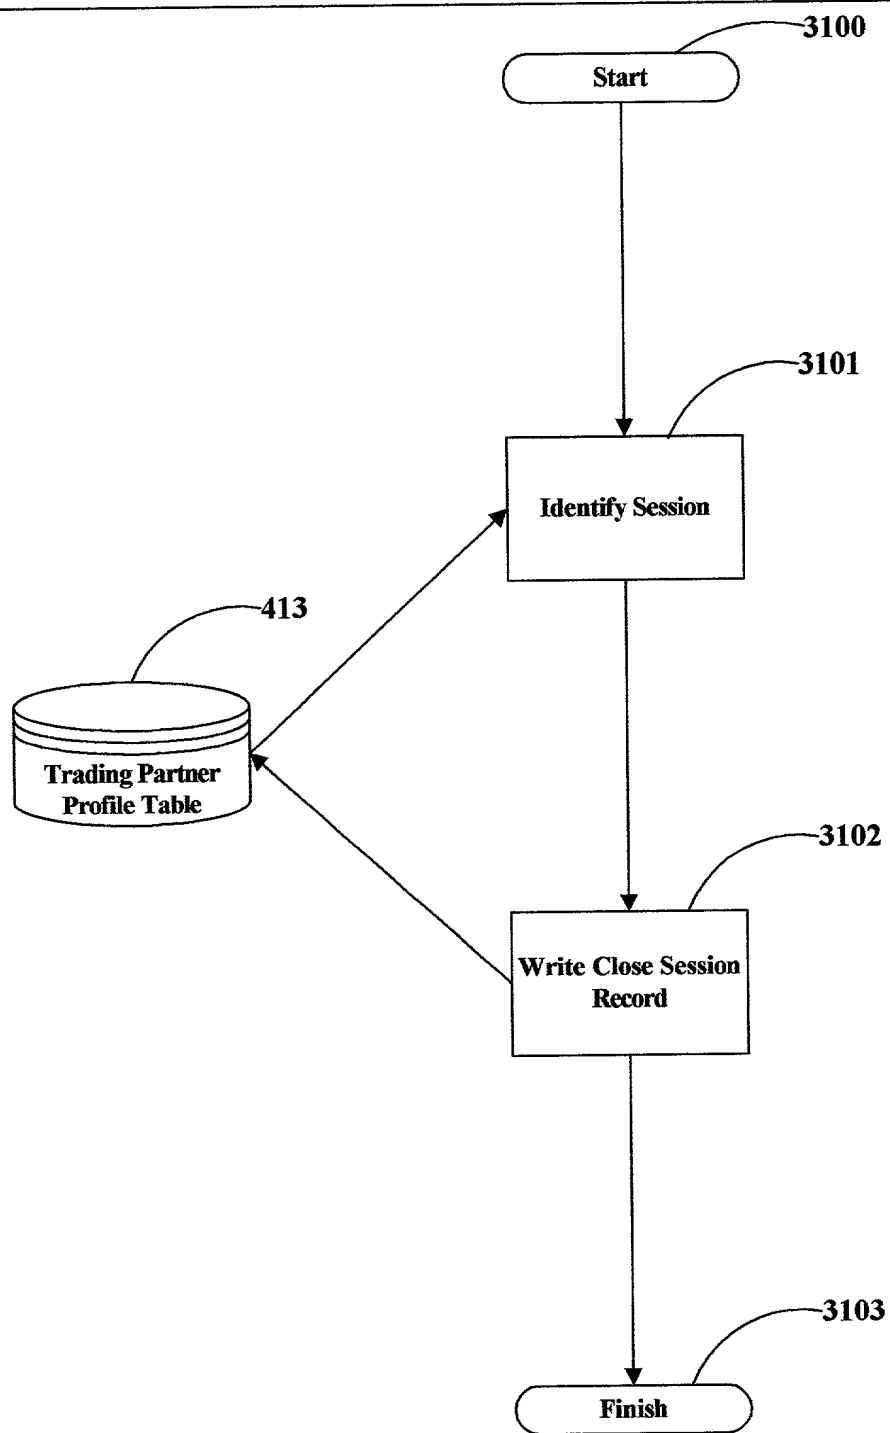 3100
Start
3101
Identify Session
413
Trading Partner
Profile Table
3102
Write Close Session
Record
3103
Finish